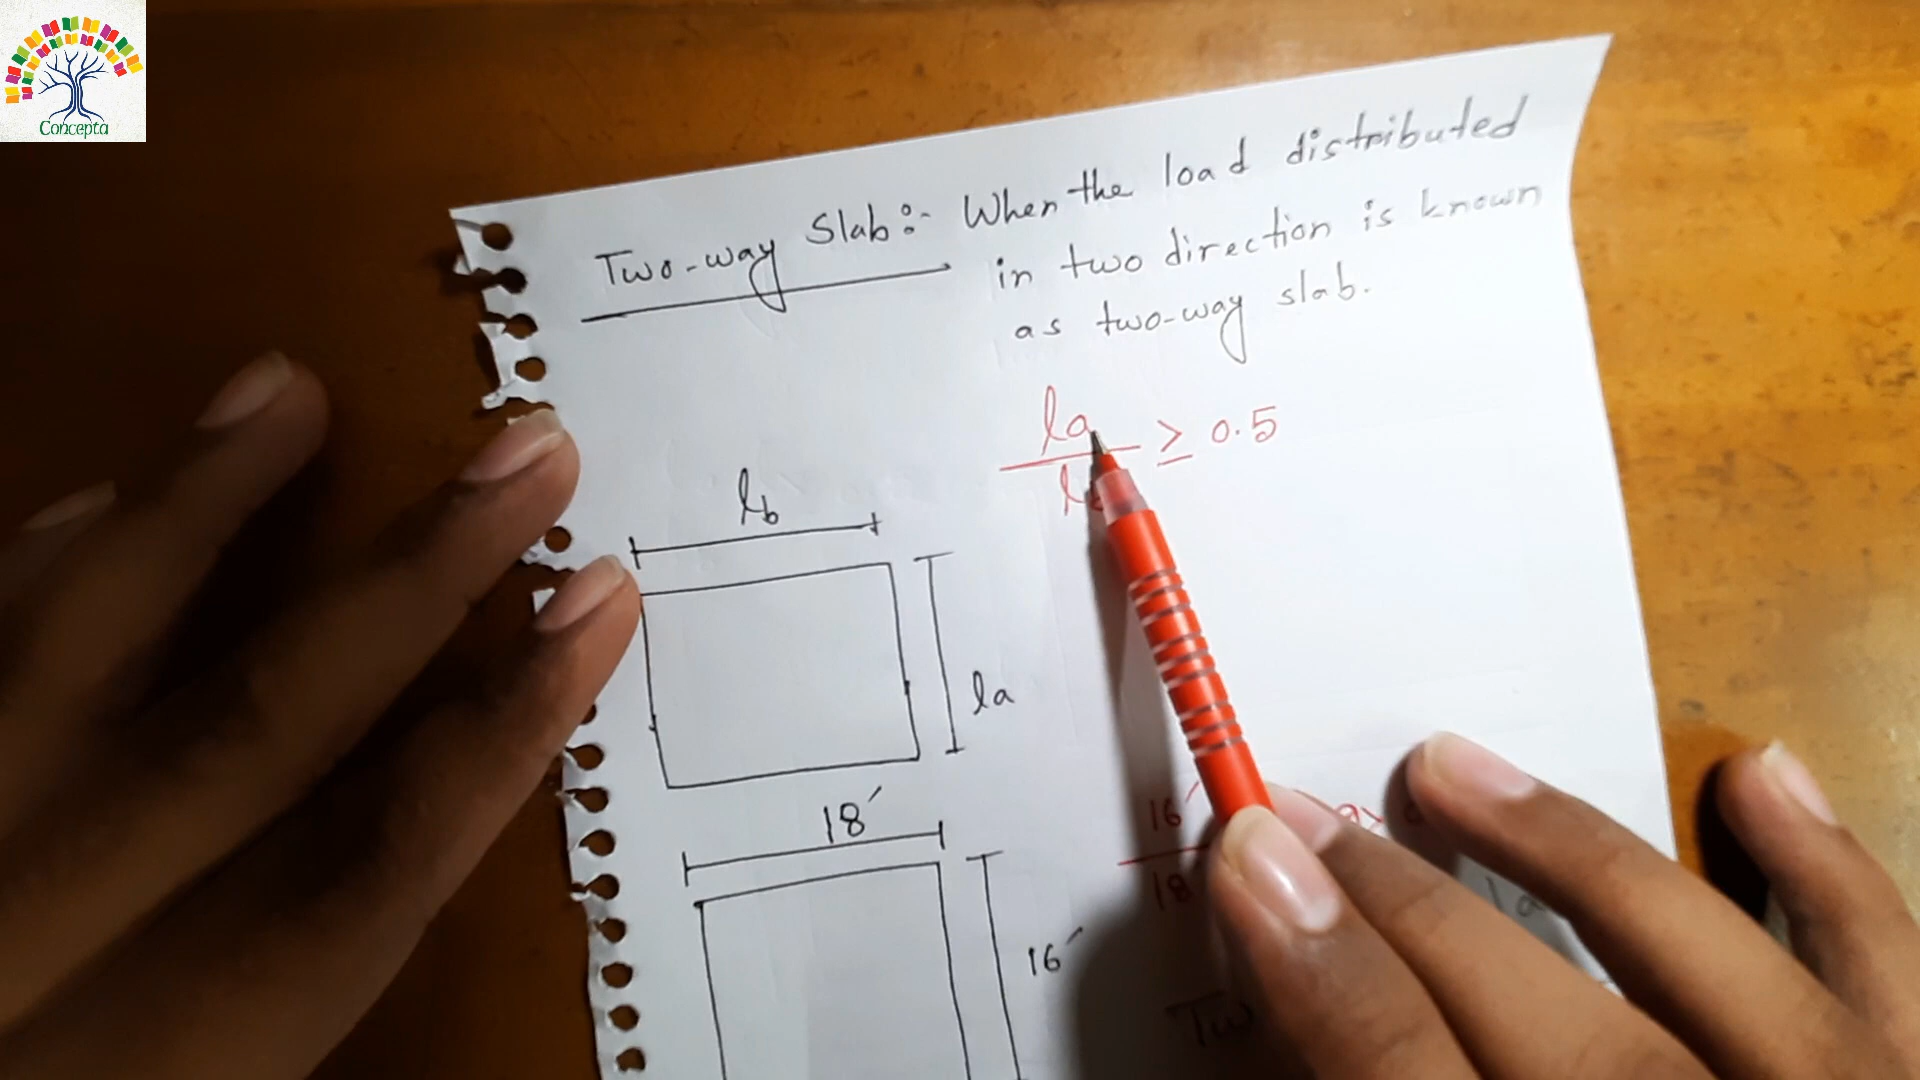 Concepta
Two-way Slab:- When the load distributed
in two direction is known
as two-way slab.
la
≥ 0.5
lb
la
18′
16′
16′
18